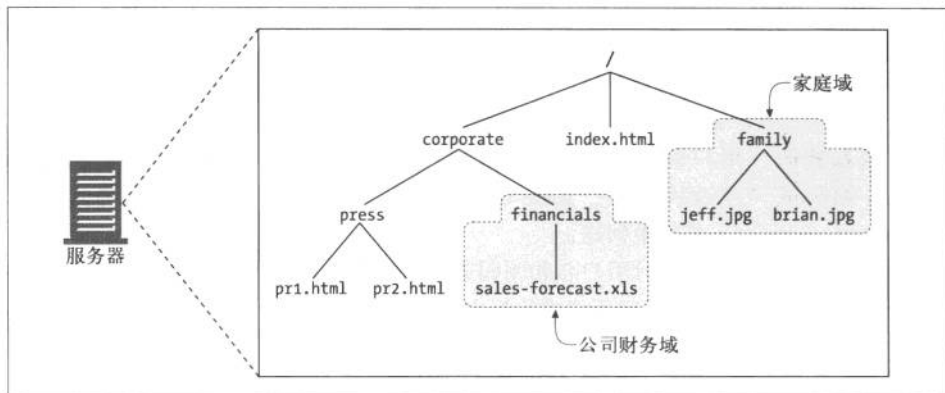 /
家庭域
corporate
index.html
family
press
financials
jeff.jpg
brian.jpg
服务器
pr1.html
pr2.html
sales-forecast.xls
公司财务域